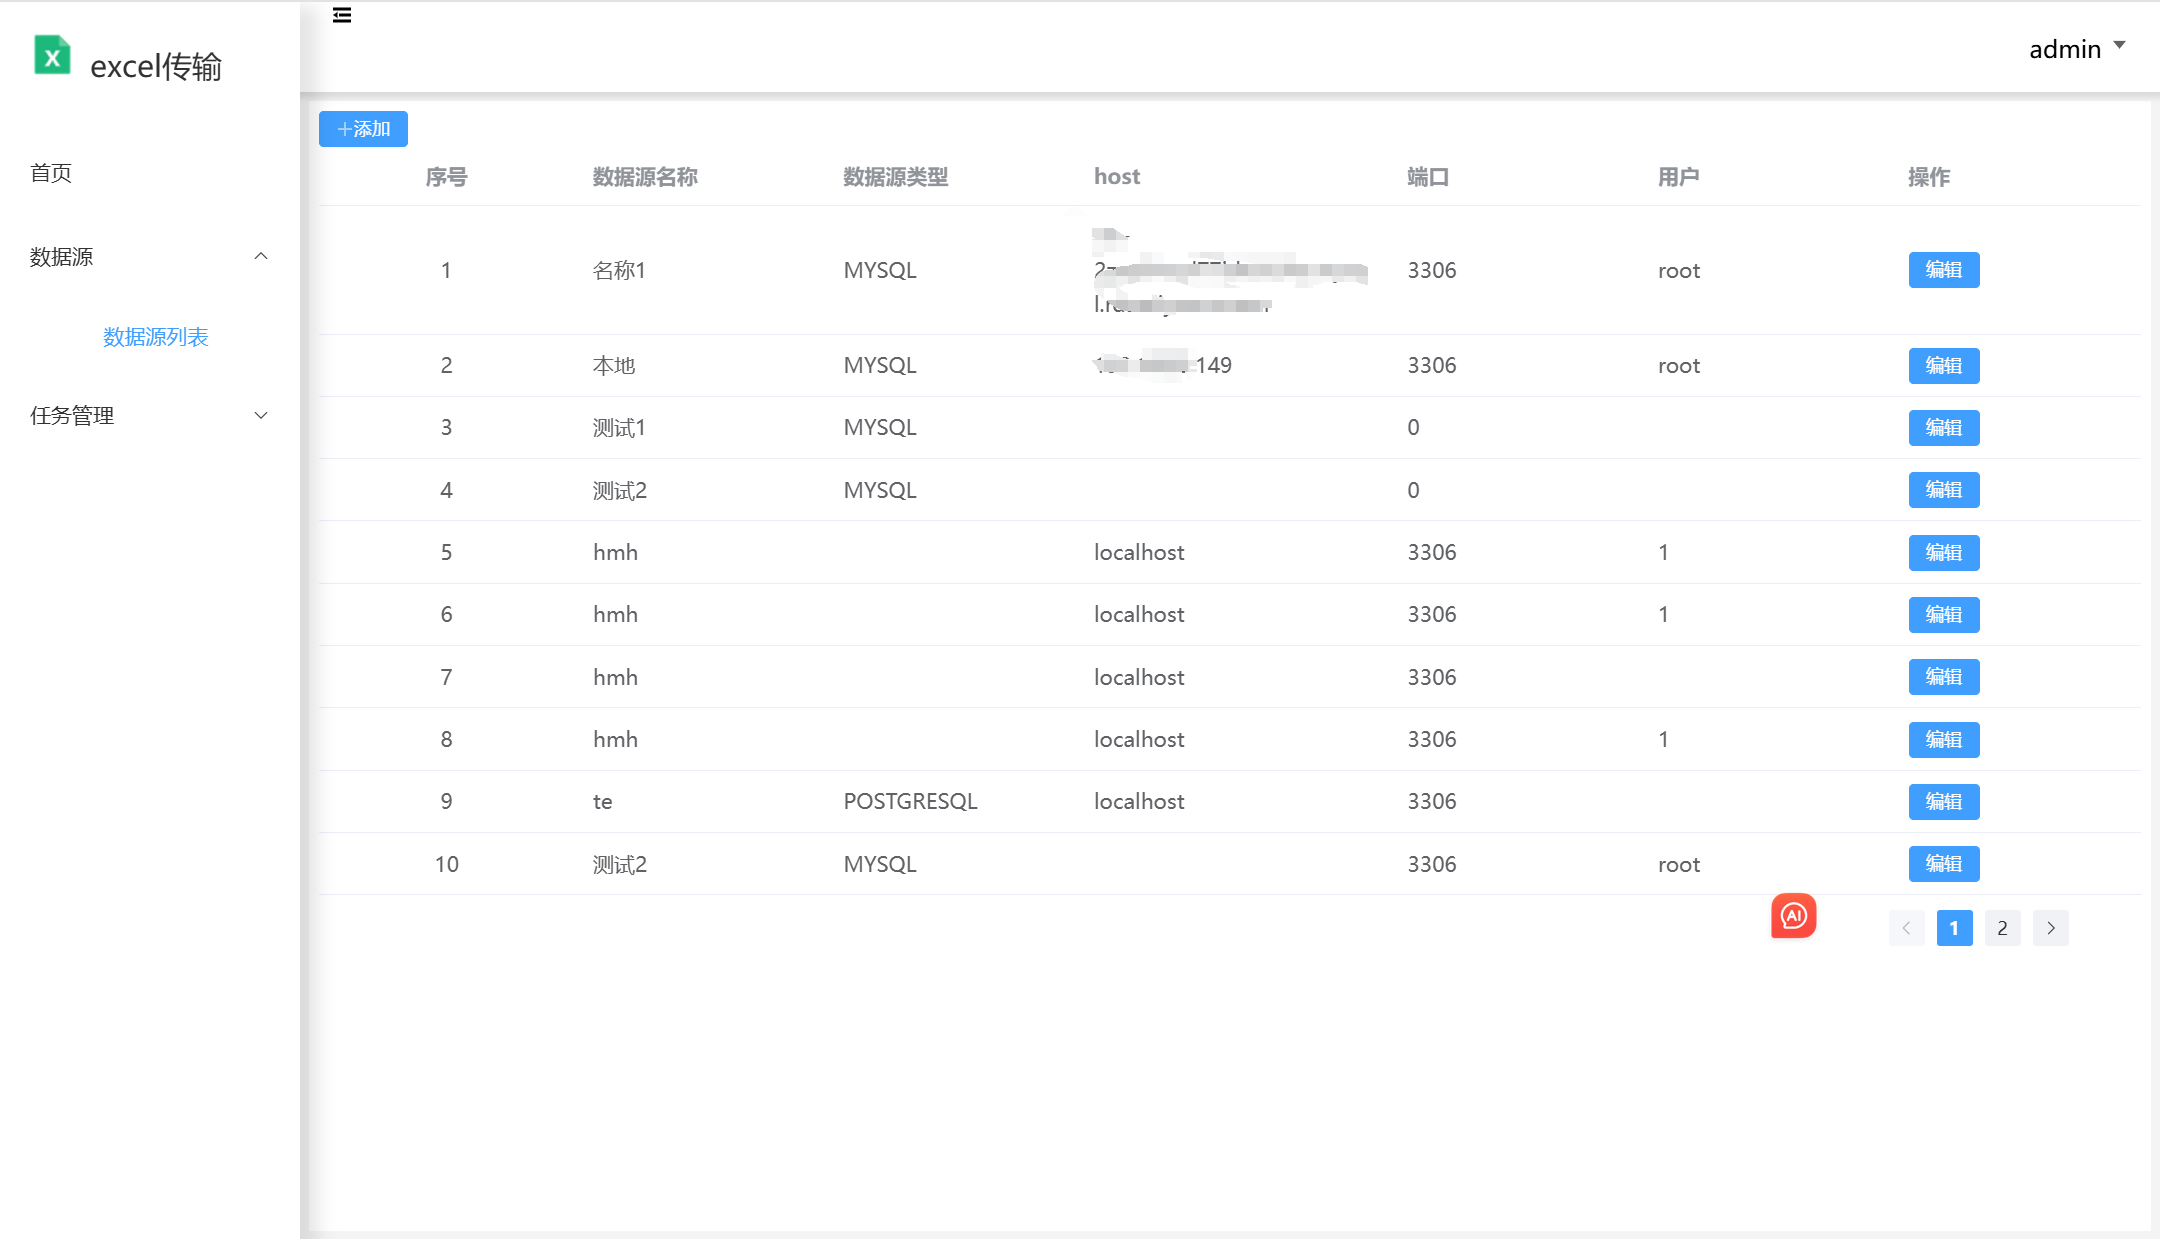 excel传输
admin
首页
数据源
数据源列表
任务管理
+添加
序号 数据源名称 数据源类型 host 端口 用户 操作
1 名称1 MYSQL 3306 root 编辑
2 本地 MYSQL 149 3306 root 编辑
3 测试1 MYSQL 0 编辑
4 测试2 MYSQL 0 编辑
5 hmh localhost 3306 1 编辑
6 hmh localhost 3306 1 编辑
7 hmh localhost 3306 编辑
8 hmh localhost 3306 1 编辑
9 te POSTGRESQL localhost 3306 编辑
10 测试2 MYSQL 3306 root 编辑
AI
1 2